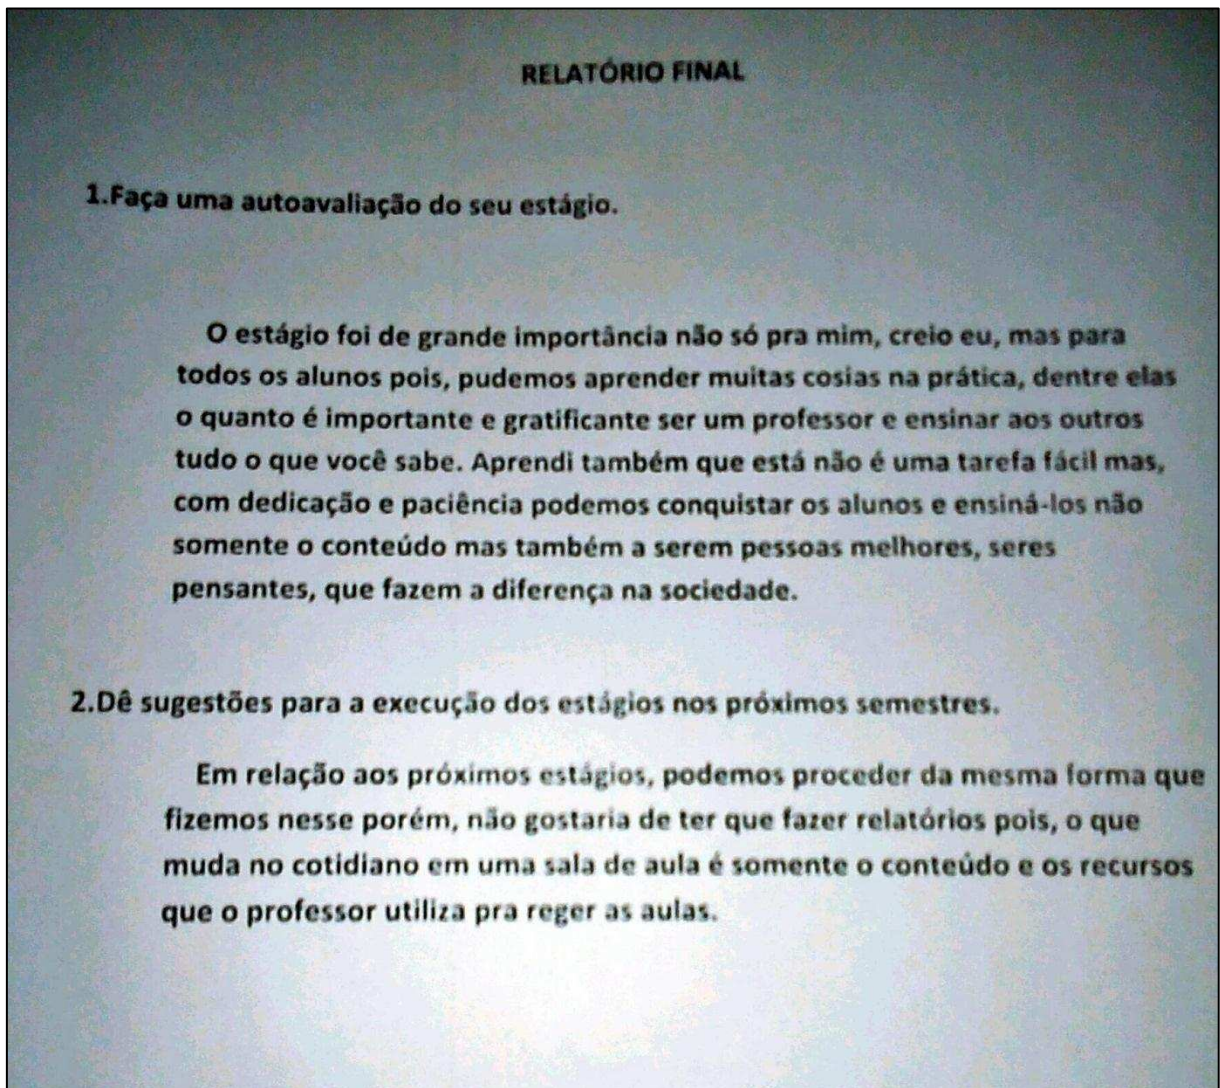 RELATÓRIO FINAL
1.Faça uma autoavaliação do seu estágio.
O estágio foi de grande importância não só pra mim, creio eu, mas para
todos os alunos pois, pudemos aprender muitas cosias na prática, dentre elas
o quanto é importante e gratificante ser um professor e ensinar aos outros
tudo o que você sabe. Aprendi também que está não é uma tarefa fácil mas,
com dedicação e paciência podemos conquistar os alunos e ensiná-los não
somente o conteúdo mas também a serem pessoas melhores, seres
pensantes, que fazem a diferença na sociedade.
2.Dê sugestões para a execução dos estágios nos próximos semestres.
Em relação aos próximos estágios, podemos proceder da mesma forma que
fizemos nesse porém, não gostaria de ter que fazer relatórios pois, o que
muda no cotidiano em uma sala de aula é somente o conteúdo e os recursos
que o professor utiliza pra reger as aulas.